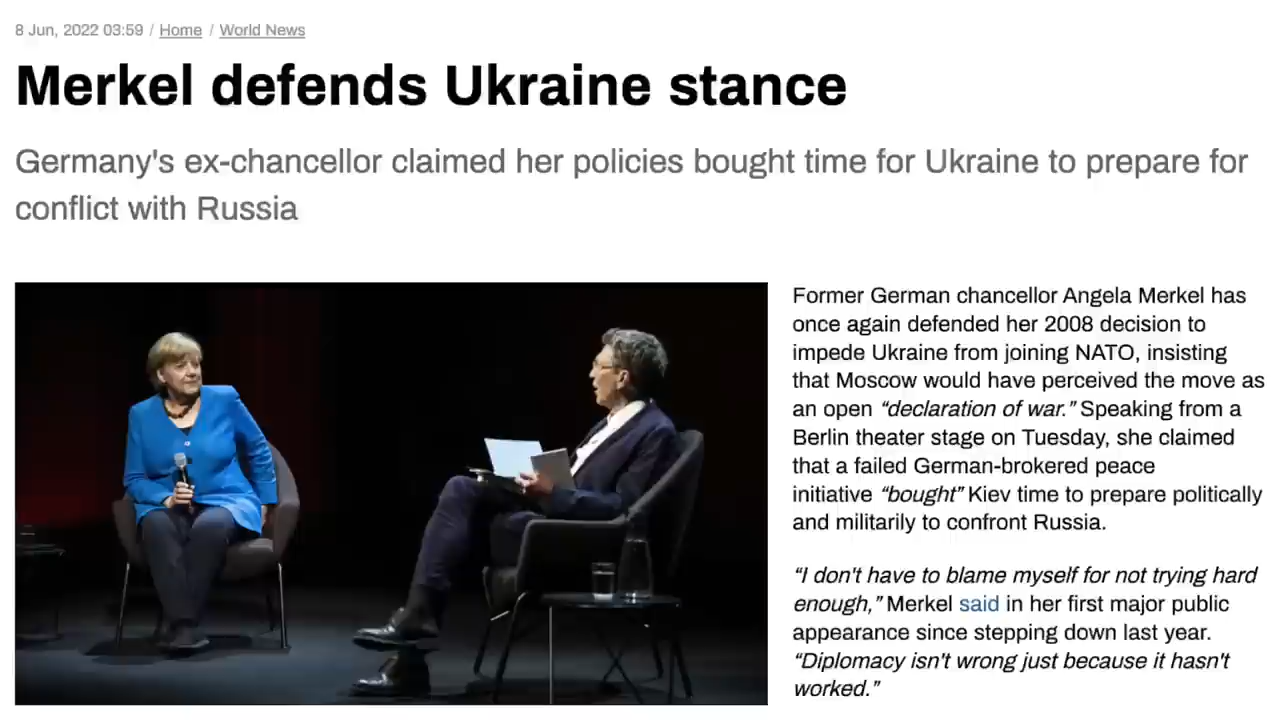 8 Jun, 2022 03:59 / Home / World News
Merkel defends Ukraine stance
Germany's ex-chancellor claimed her policies bought time for Ukraine to prepare for
conflict with Russia
Former German chancellor Angela Merkel has
once again defended her 2008 decision to
impede Ukraine from joining NATO, insisting
that Moscow would have perceived the move as
an open “declaration of war.” Speaking from a
Berlin theater stage on Tuesday, she claimed
that a failed German-brokered peace
initiative “bought” Kiev time to prepare politically
and militarily to confront Russia.
“I don't have to blame myself for not trying hard
enough,” Merkel said in her first major public
appearance since stepping down last year.
“Diplomacy isn't wrong just because it hasn't
worked.”